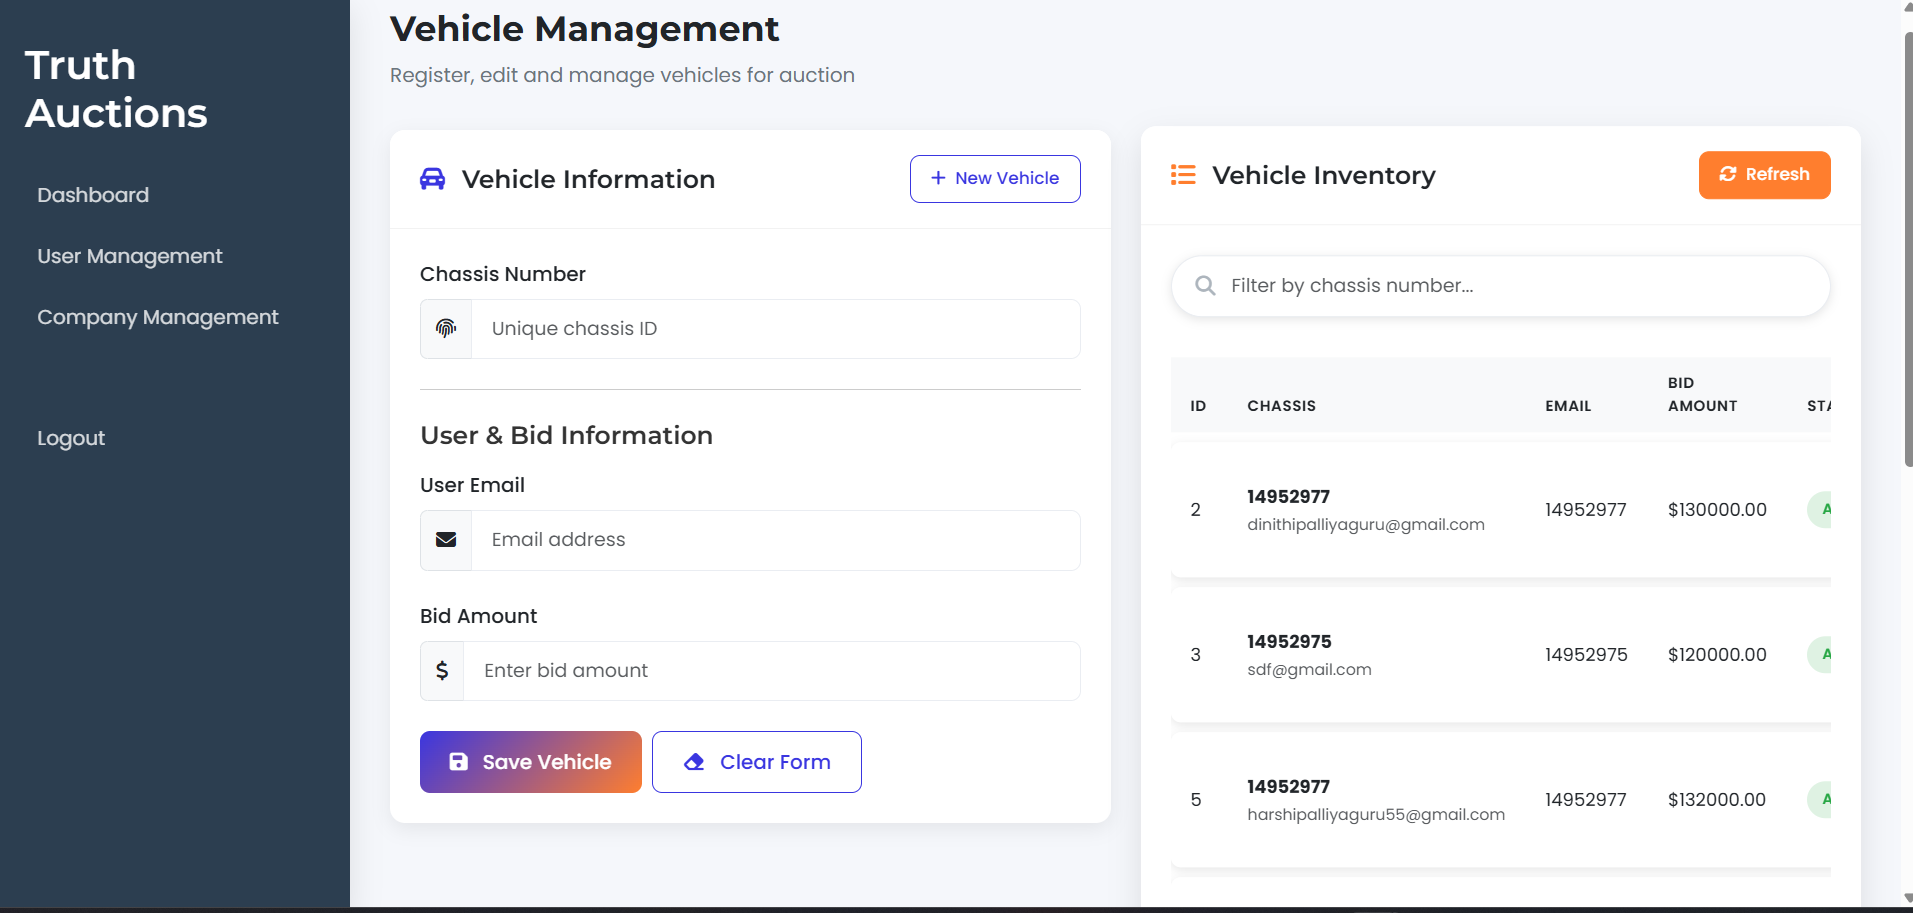 Truth
Auctions
Dashboard
User Management
Company Management
Logout
Vehicle Management
Register, edit and manage vehicles for auction
Vehicle Information
New Vehicle
Chassis Number
Unique chassis ID
User & Bid Information
User Email
Email address
Bid Amount
$ Enter bid amount
Save Vehicle
Clear Form
Vehicle Inventory
Refresh
Filter by chassis number...
ID CHASSIS EMAIL BID AMOUNT STA
2 14952977 14952977 $130000.00 A
dinithipalliyaguru@gmail.com
3 14952975 14952975 $120000.00 A
sdf@gmail.com
5 14952977 14952977 $132000.00 A
harshipalliyaguru55@gmail.com